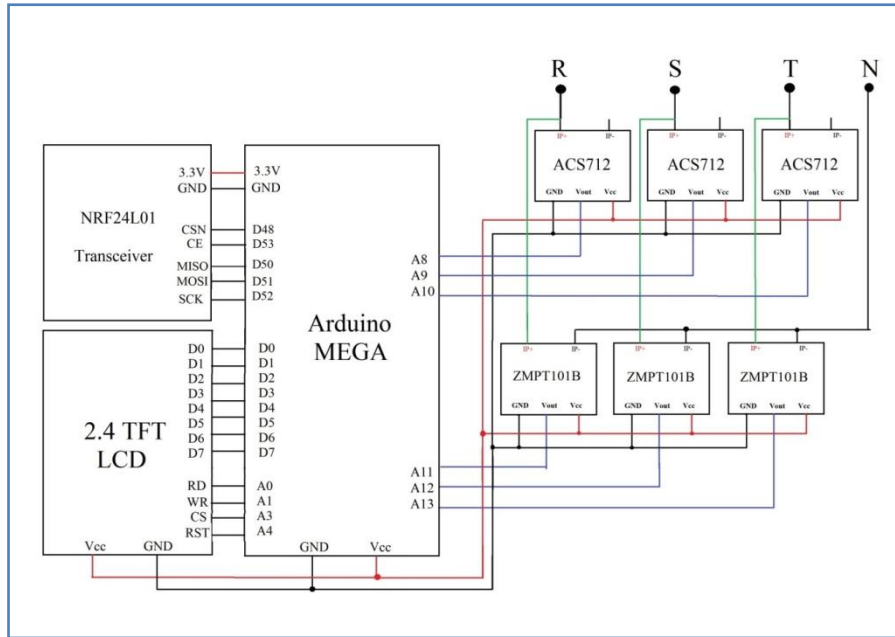 R S T N
IP+ IP- IP+ IP- IP+ IP-
ACS712 ACS712 ACS712
GND Vout Vcc GND Vout Vcc GND Vout Vcc
3.3V 3.3V
GND GND
NRF24L01
Transceiver
CSN D48
CE D53
MISO D50
MOSI D51
SCK D52
A8
A9
A10
Arduino
MEGA
IP+ IP- IP+ IP- IP+ IP-
ZMPT101B ZMPT101B ZMPT101B
GND Vout Vcc GND Vout Vcc GND Vout Vcc
D0 D0
D1 D1
D2 D2
D3 D3
D4 D4
D5 D5
D6 D6
D7 D7
2.4 TFT
LCD
RD A0
WR A1
CS A3
RST A4
A11
A12
A13
Vcc GND GND Vcc